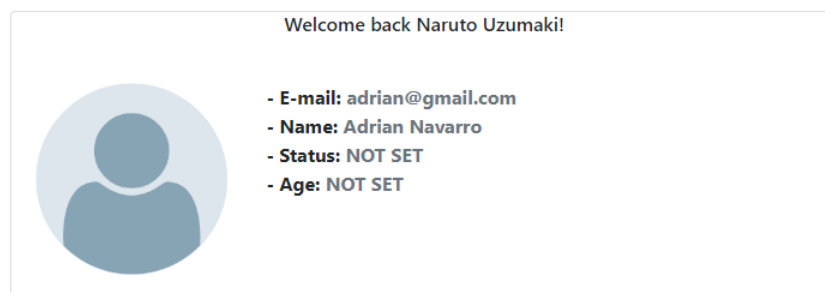 Welcome back Naruto Uzumaki!
- E-mail: adrian@gmail.com
- Name: Adrian Navarro
- Status: NOT SET
- Age: NOT SET